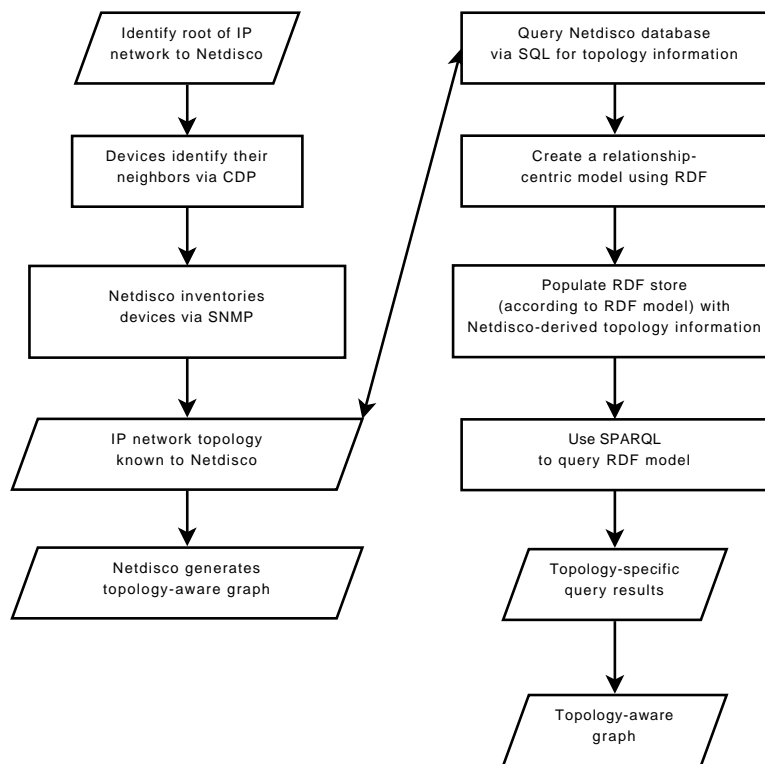 Identify root of IP
network to Netdisco
Devices identify their
neighbors via CDP
Netdisco inventories
devices via SNMP
IP network topology
known to Netdisco
Netdisco generates
topology-aware graph
Query Netdisco database
via SQL for topology information
Create a relationship-
centric model using RDF
Populate RDF store
(according to RDF model) with
Netdisco-derived topology information
Use SPARQL
to query RDF model
Topology-specific
query results
Topology-aware
graph